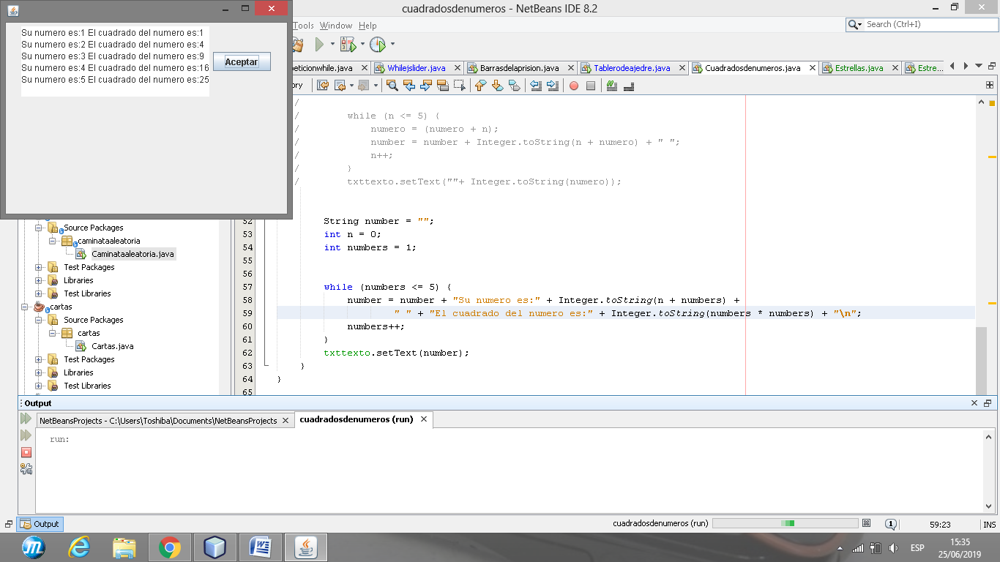 cuadradosdenumeros - NetBeans IDE 8.2
Su numero es:1 El cuadrado del numero es:1
Su numero es:2 El cuadrado del numero es:4
Su numero es:3 El cuadrado del numero es:9
Su numero es:4 El cuadrado del numero es:16
Su numero es:5 El cuadrado del numero es:25
Aceptar
Tools Window Help
Search (Ctrl+I)
peticionwhile.java Whilejslider.java Barrasdelaprision.java Tablerodeajedre.java Cuadradosdenumeros.java Estrellas.java Estre...
ory
/
/ while (n <= 5) {
/ numero = (numero + n);
/ number = number + Integer.toString(n + numero) + " ";
/ n++;
/ }
/ txttexto.setText(""+ Integer.toString(numero));
52 String number = "";
53 int n = 0;
54 int numbers = 1;
55
56
57 while (numbers <= 5) {
58 number = number + "Su numero es:" + Integer.toString(n + numbers) +
59 " " + "El cuadrado del numero es:" + Integer.toString(numbers * numbers) + "\n";
60 numbers++;
61 }
62 txttexto.setText(number);
63 }
64 }
65
Source Packages
caminataaleatoria
Caminataaleatoria.java
Test Packages
Libraries
Test Libraries
cartas
Source Packages
cartas
Cartas.java
Test Packages
Libraries
Test Libraries
Output
NetBeansProjects - C:\Users\Toshiba\Documents\NetBeansProjects cuadradosdenumeros (run)
run:
Output
cuadradosdenumeros (run) 1 59:23 INS
ESP
15:35
25/06/2019